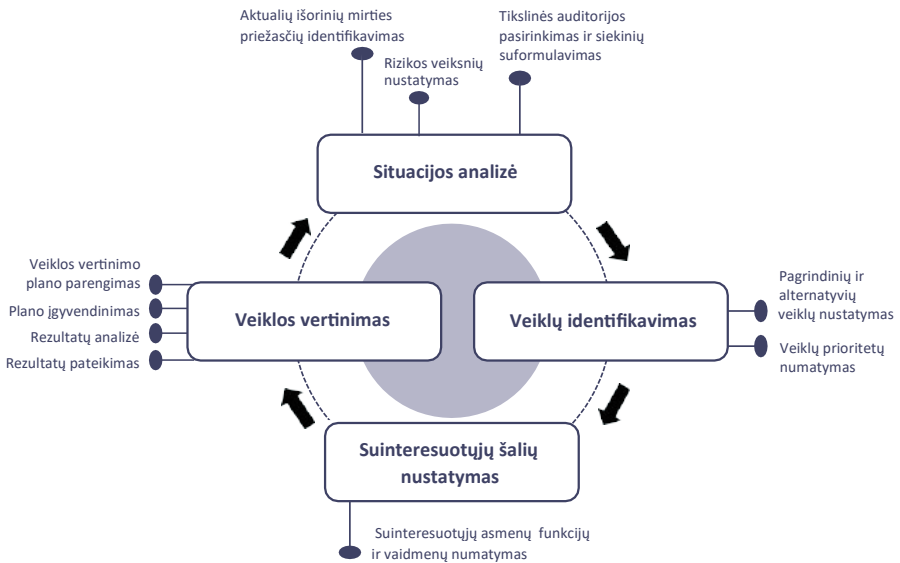 Aktualių išorinių mirties
priežasčių identifikavimas
Rizikos veiksnių
nustatymas
Tikslinės auditorijos
pasirinkimas ir siekinių
suformulavimas
Situacijos analizė
Veiklos vertinimo
plano parengimas
Plano įgyvendinimas
Rezultatų analizė
Rezultatų pateikimas
Veiklos vertinimas
Veiklų identifikavimas
Pagrindinių ir
alternatyvių
veiklų nustatymas
Veiklų prioritetų
numatymas
Suinteresuotųjų šalių
nustatymas
Suinteresuotųjų asmenų funkcijų
ir vaidmenų numatymas